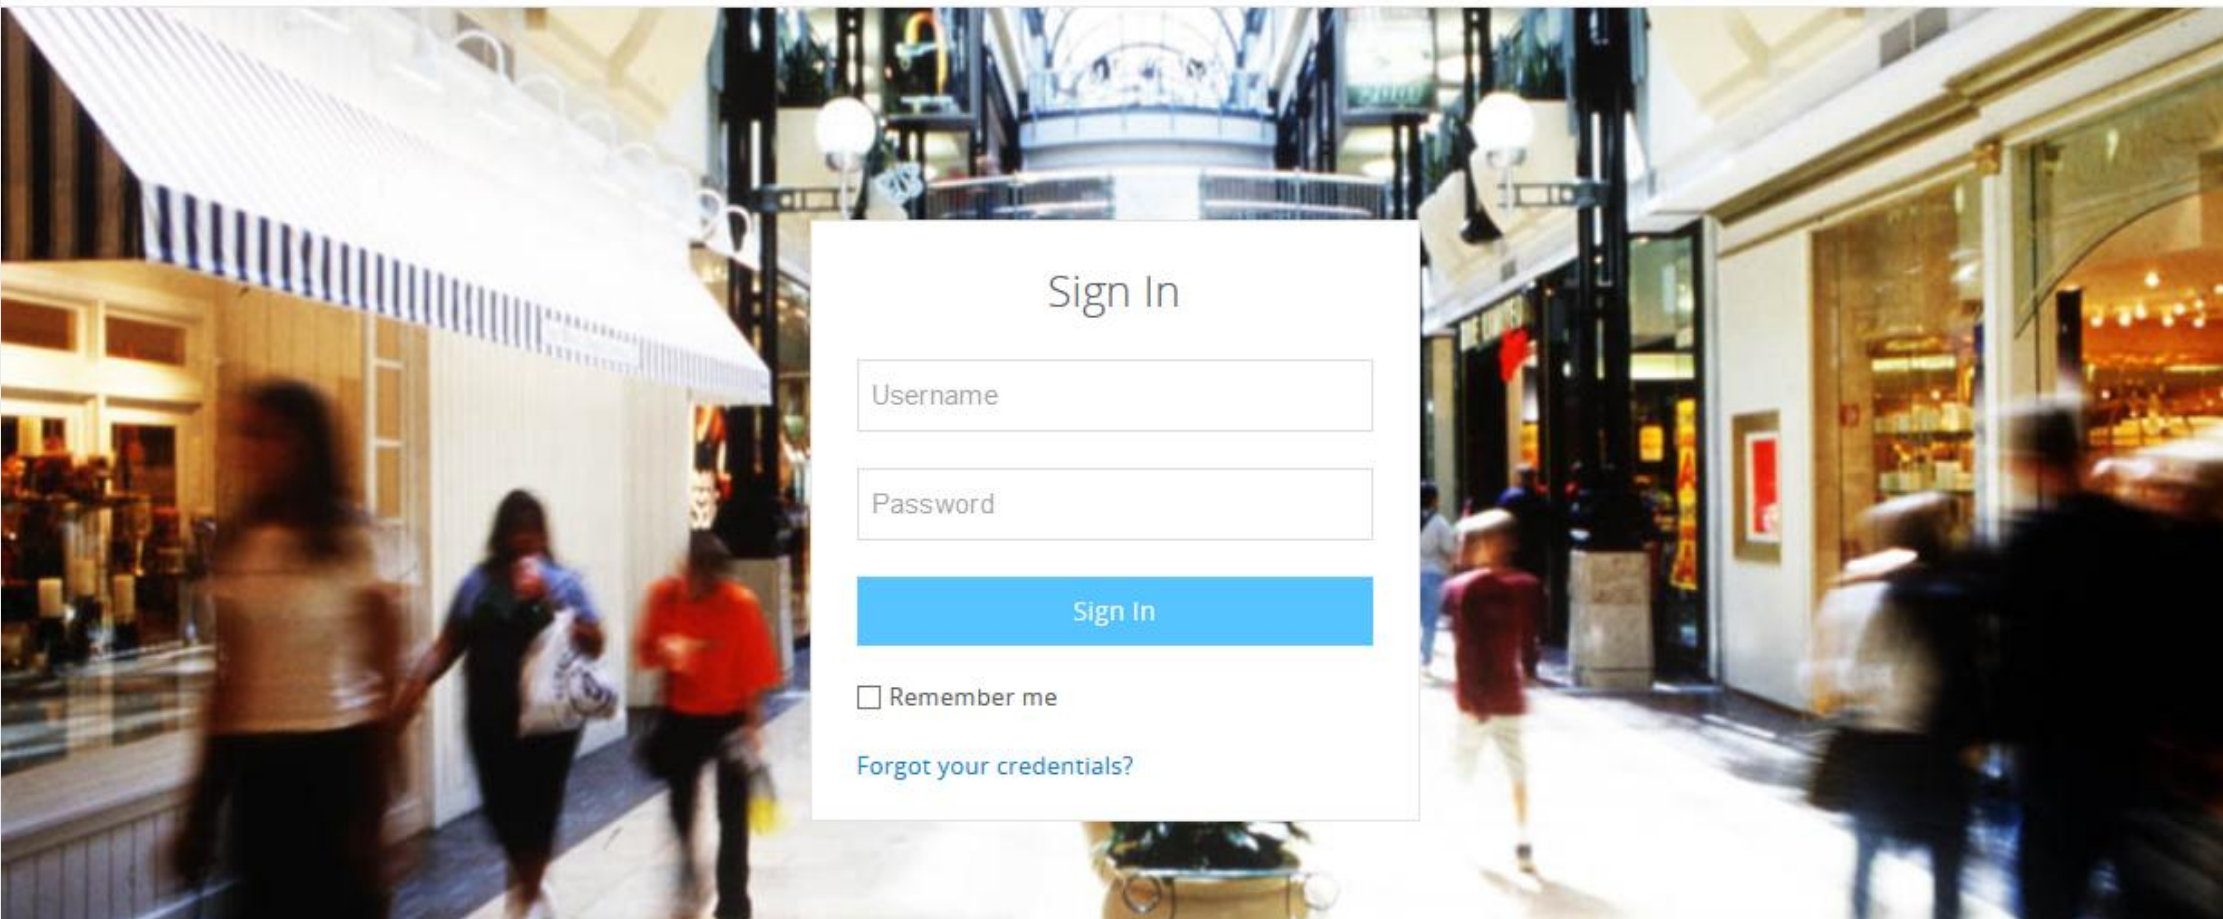 Sign In
Username
Password
Sign In
Remember me
Forgot your credentials?